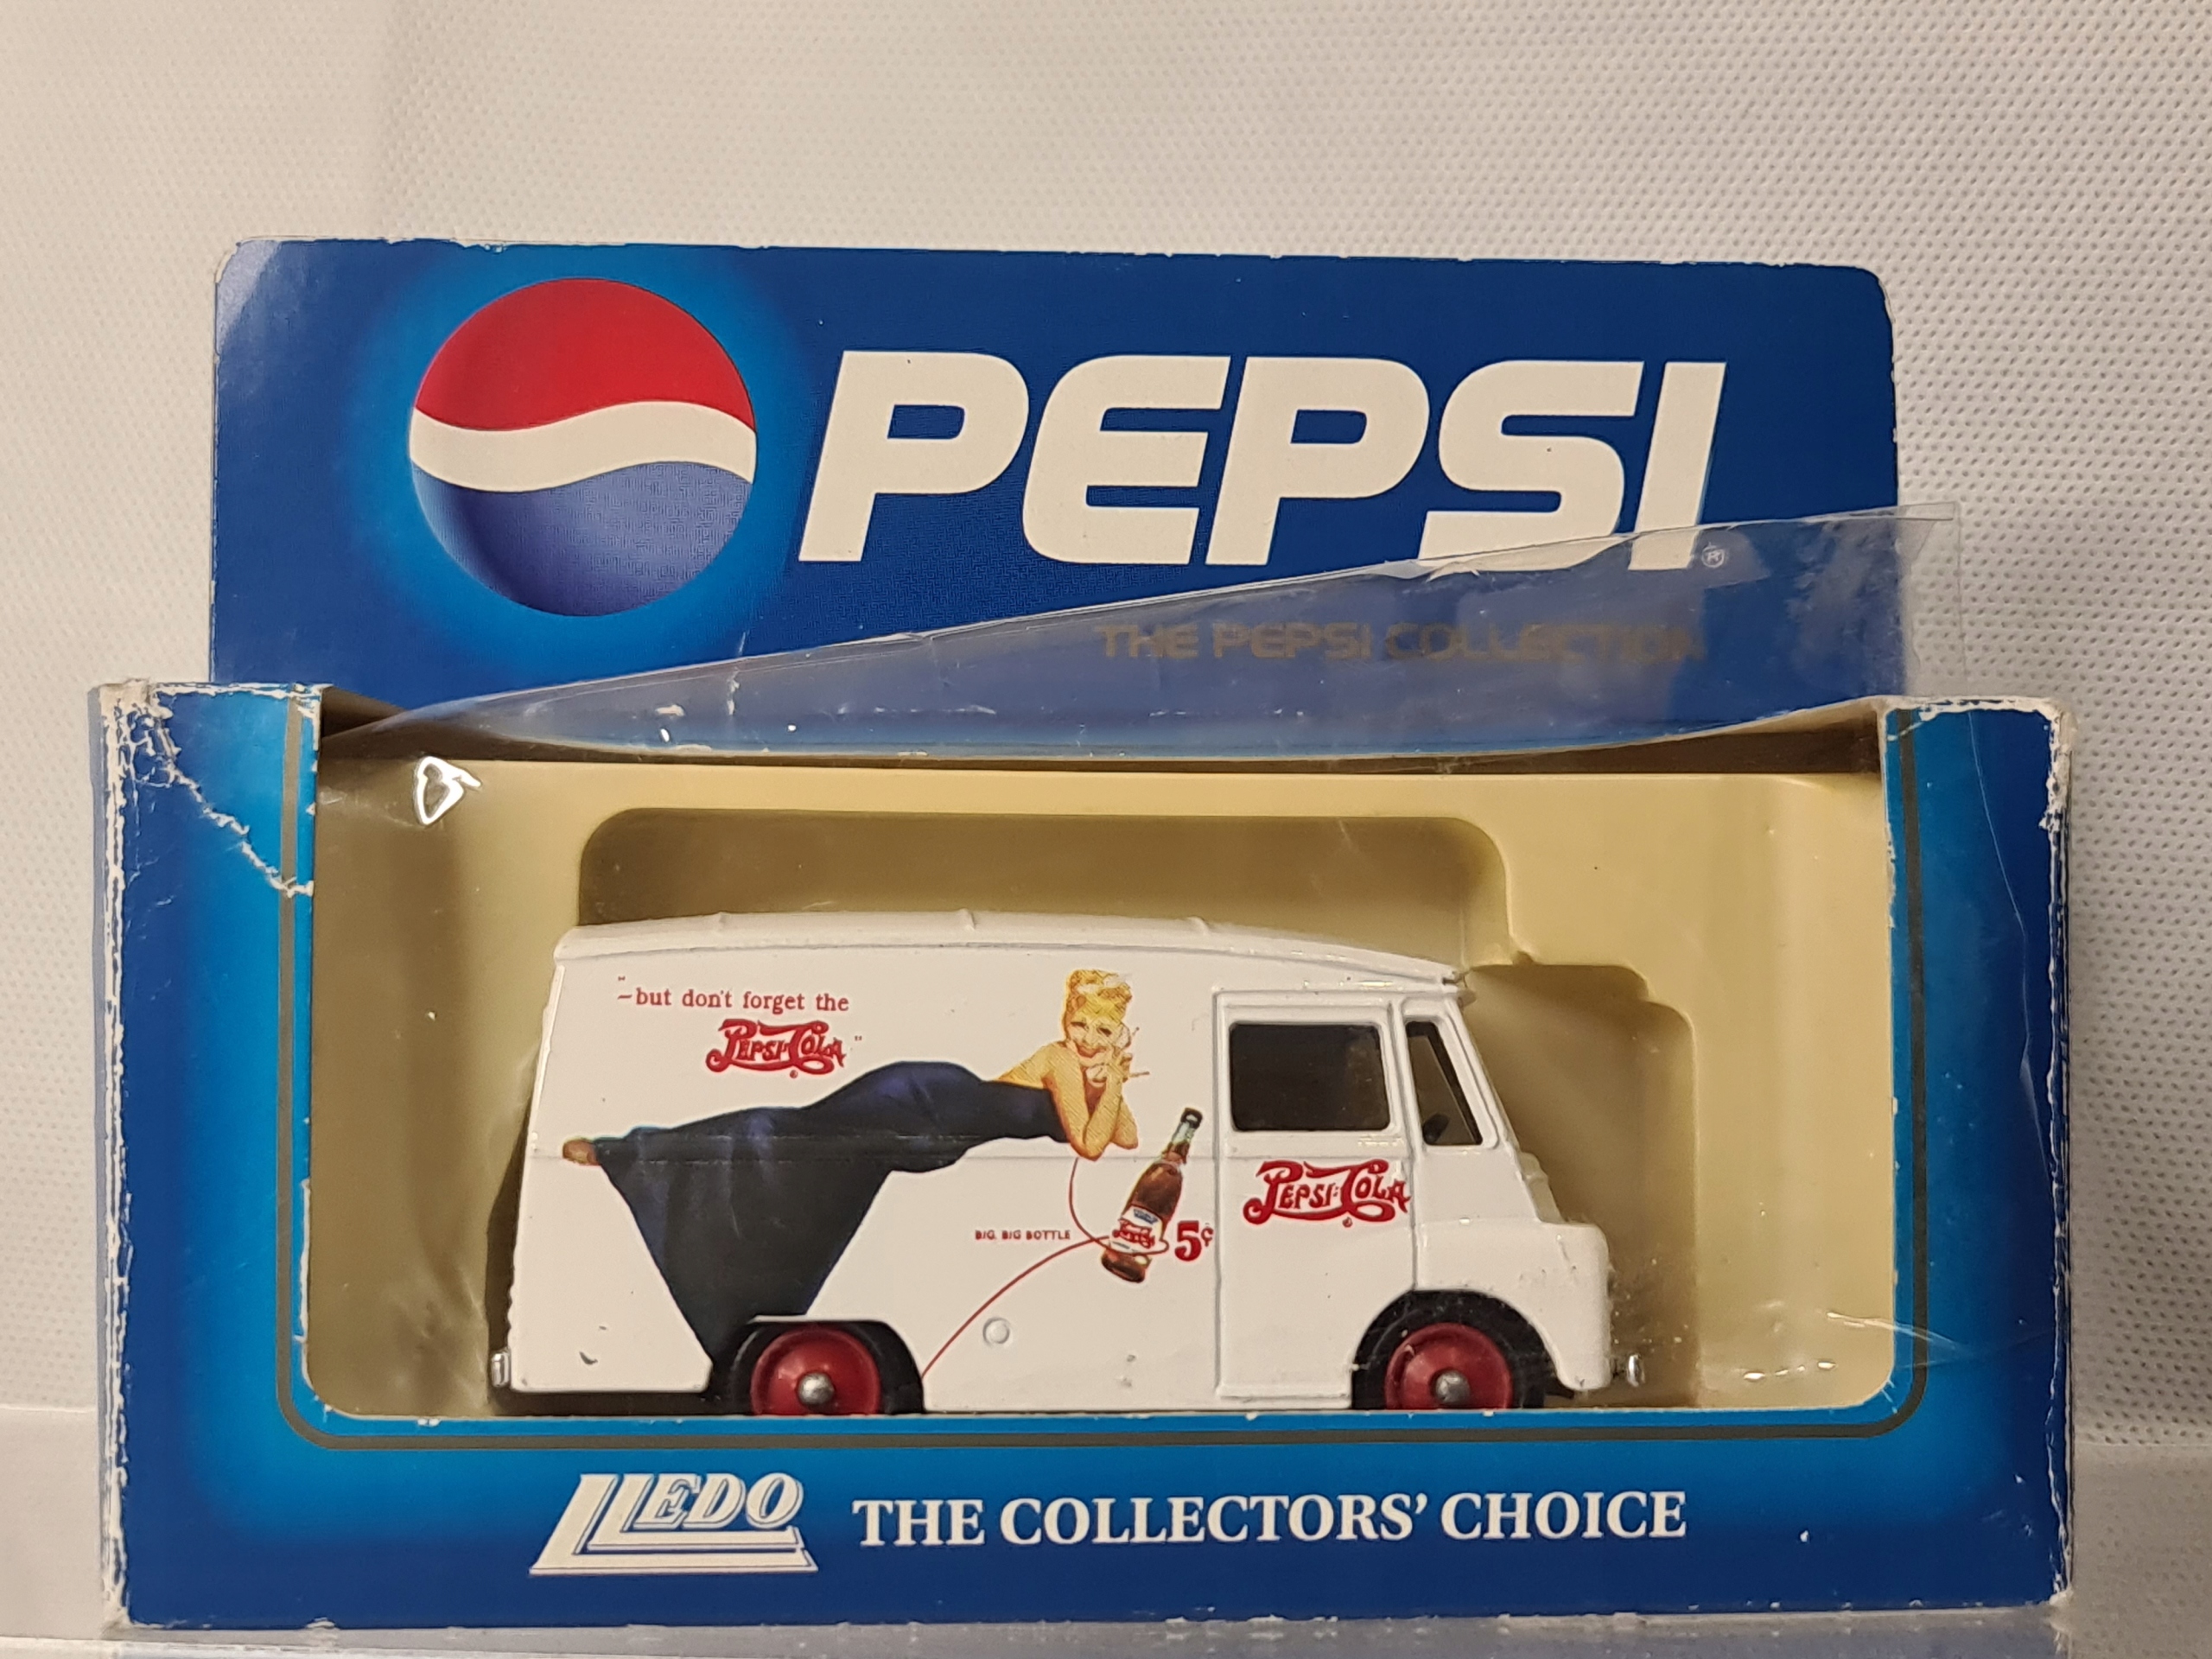 PEPSI
®
THE PEPSI COLLECTION
"-but don't forget the
PEPSI-COLA"
BIG, BIG BOTTLE
5¢
PEPSI-COLA
LLEDO THE COLLECTORS' CHOICE